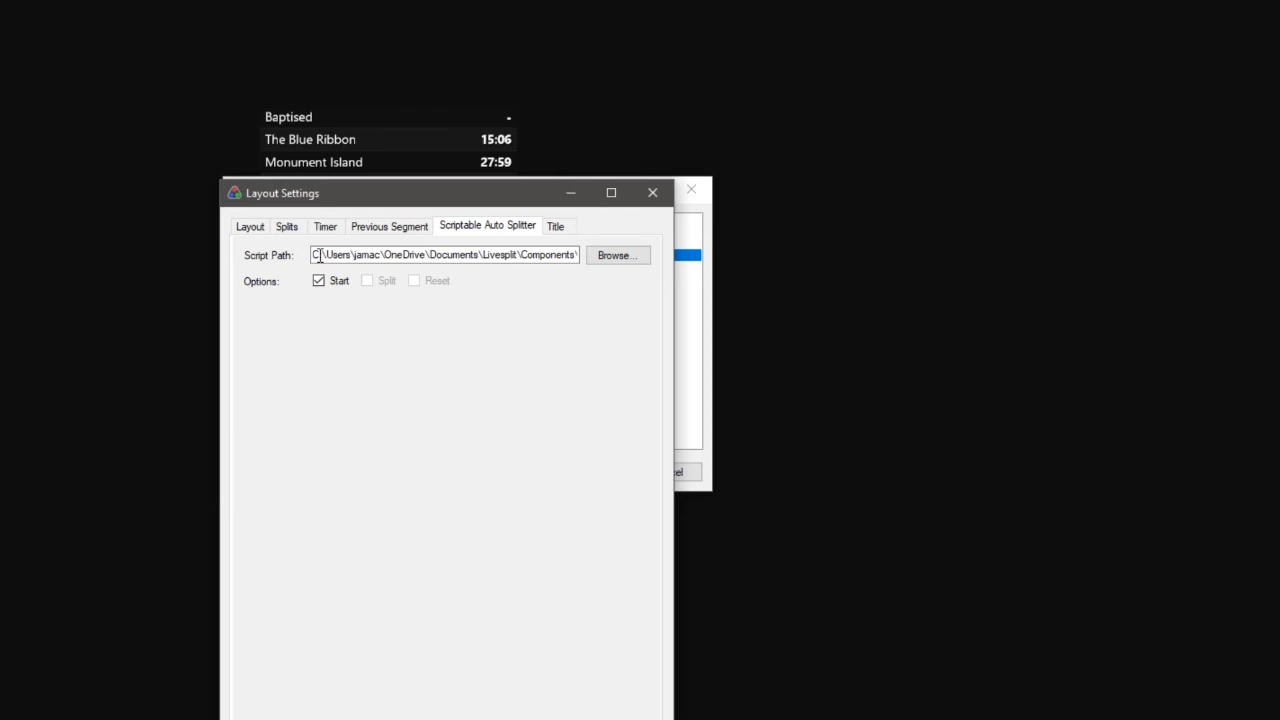 Baptised -
The Blue Ribbon 15:06
Monument Island 27:59
Layout Settings
Layout Splits Timer Previous Segment Scriptable Auto Splitter Title
Script Path: C:\Users\jamac\OneDrive\Documents\Livesplit\Components\ Browse...
Options: Start Split Reset
cel